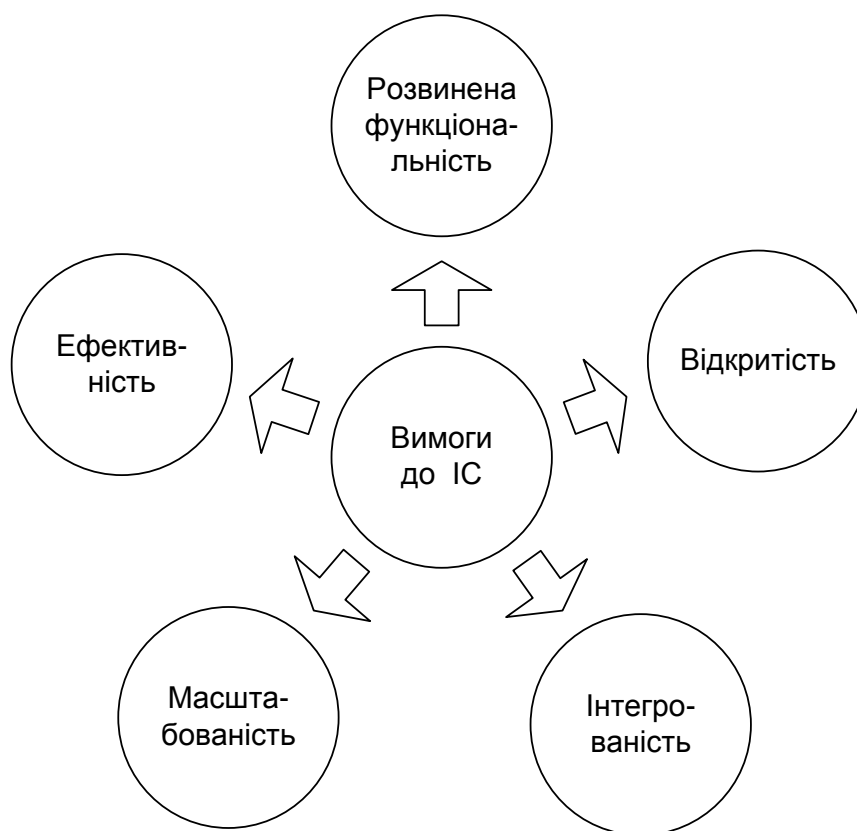 Розвинена
функціона-
льність
Ефектив-
ність
Відкритість
Вимоги
до ІС
Масшта-
бованість
Інтегро-
ваність